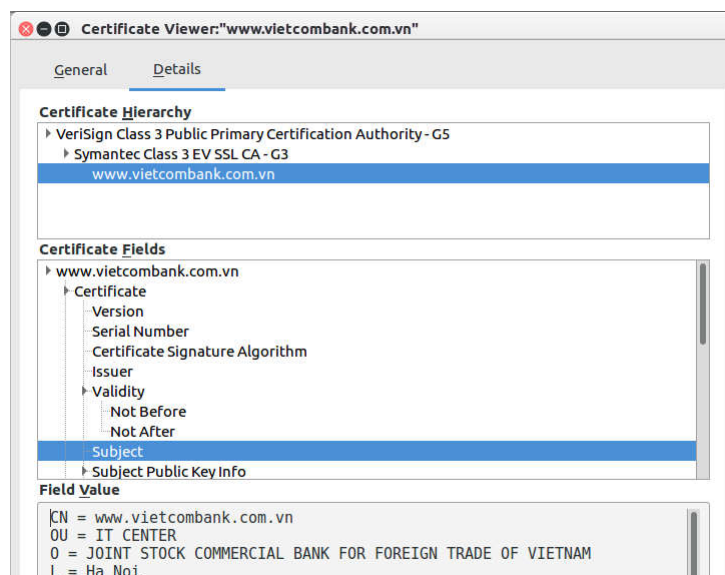 Certificate Viewer:"www.vietcombank.com.vn"
General Details
Certificate Hierarchy
VeriSign Class 3 Public Primary Certification Authority - G5
Symantec Class 3 EV SSL CA - G3
www.vietcombank.com.vn
Certificate Fields
www.vietcombank.com.vn
Certificate
Version
Serial Number
Certificate Signature Algorithm
Issuer
Validity
Not Before
Not After
Subject
Subject Public Key Info
Field Value
CN = www.vietcombank.com.vn
OU = IT CENTER
O = JOINT STOCK COMMERCIAL BANK FOR FOREIGN TRADE OF VIETNAM
L = Ha Noi